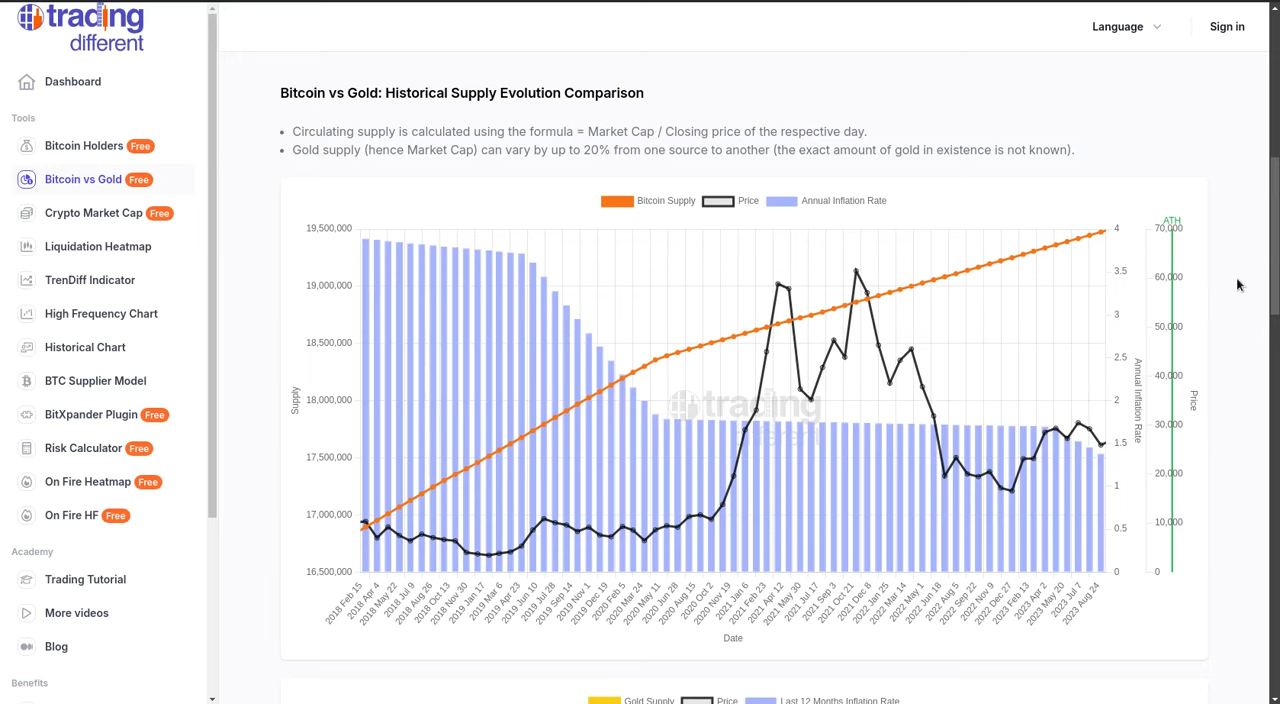 trading
different
Language
Sign in
Dashboard
Tools
Bitcoin Holders Free
Bitcoin vs Gold Free
Crypto Market Cap Free
Liquidation Heatmap
TrenDiff Indicator
High Frequency Chart
Historical Chart
BTC Supplier Model
BitXpander Plugin Free
Risk Calculator Free
On Fire Heatmap Free
On Fire HF Free
Academy
Trading Tutorial
More videos
Blog
Benefits
Bitcoin vs Gold: Historical Supply Evolution Comparison
• Circulating supply is calculated using the formula = Market Cap / Closing price of the respective day.
• Gold supply (hence Market Cap) can vary by up to 20% from one source to another (the exact amount of gold in existence is not known).
Bitcoin Supply Price Annual Inflation Rate
ATH
19,500,000
19,000,000
18,500,000
18,000,000
17,500,000
17,000,000
16,500,000
Supply
trading
different
4
3.5
3
2.5
2
1.5
1
0.5
0
Annual Inflation Rate
70,000
60,000
50,000
40,000
30,000
20,000
10,000
0
Price
2018 Feb 15
2018 Apr 4
2018 May 22
2018 Jul 9
2018 Aug 26
2018 Oct 13
2018 Nov 30
2019 Jan 17
2019 Mar 6
2019 Apr 23
2019 Jun 10
2019 Jul 28
2019 Sep 14
2019 Nov 1
2019 Dec 19
2020 Feb 5
2020 Mar 24
2020 May 11
2020 Jun 28
2020 Aug 15
2020 Oct 2
2020 Nov 19
2021 Jan 6
2021 Feb 23
2021 Apr 12
2021 May 30
2021 Jul 17
2021 Sep 3
2021 Oct 21
2021 Dec 8
2022 Jan 25
2022 Mar 14
2022 May 1
2022 Jun 18
2022 Aug 5
2022 Sep 22
2022 Nov 9
2022 Dec 27
2023 Feb 13
2023 Apr 2
2023 May 20
2023 Jul 7
2023 Aug 24
Date
Gold Supply Price Last 12 Months Inflation Rate